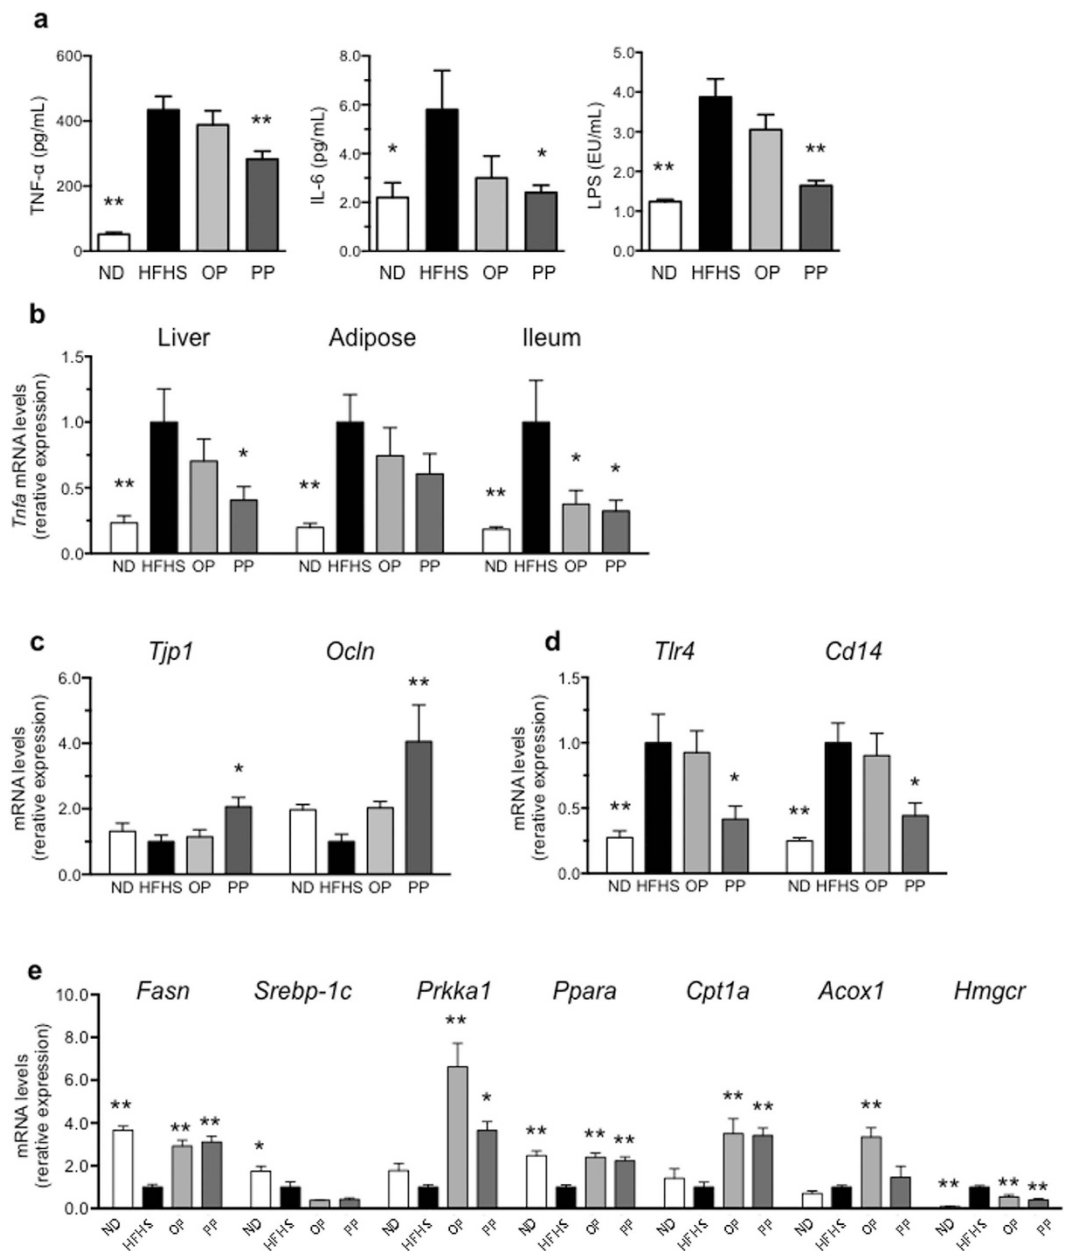 a
TNF-α (pg/mL)
600
400
200
0
**
**
ND HFHS OP PP
IL-6 (pg/mL)
8.0
6.0
4.0
2.0
0.0
*
*
ND HFHS OP PP
LPS (EU/mL)
5.0
4.0
3.0
2.0
1.0
0.0
**
**
ND HFHS OP PP
b
Liver Adipose Ileum
Tnfa mRNA levels
(rerative expression)
1.5
1.0
0.5
0.0
** * ** ** * *
ND HFHS OP PP ND HFHS OP PP ND HFHS OP PP
c
Tjp1 Ocln
mRNA levels
(rerative expression)
6.0
4.0
2.0
0.0
* **
ND HFHS OP PP ND HFHS OP PP
d
Tlr4 Cd14
mRNA levels
(rerative expression)
1.5
1.0
0.5
0.0
** * ** *
ND HFHS OP PP ND HFHS OP PP
e
Fasn Srebp-1c Prkka1 Ppara Cpt1a Acox1 Hmgcr
mRNA levels
(rerative expression)
10.0
8.0
6.0
4.0
2.0
0.0
** ** ** * ** * ** ** ** ** ** ** ** ** **
ND HFHS OP PP ND HFHS OP PP ND HFHS OP PP ND HFHS OP PP ND HFHS OP PP ND HFHS OP PP ND HFHS OP PP